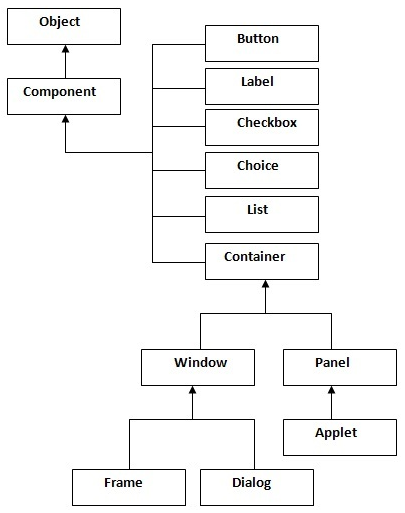 Object
Component
Button
Label
Checkbox
Choice
List
Container
Window
Panel
Applet
Frame
Dialog